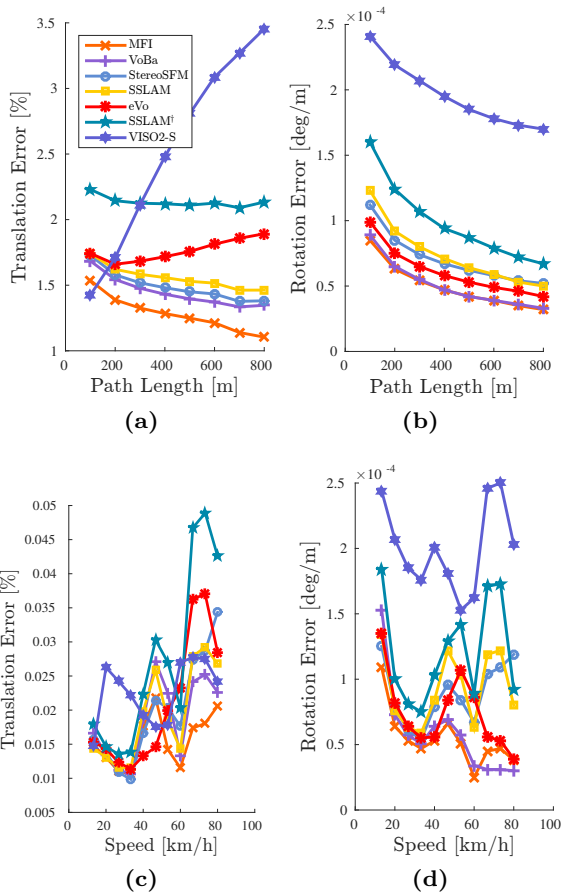 3.5
3
2.5
2
1.5
1
Translation Error [%]
MFI
VoBa
StereoSFM
SSLAM
eVo
SSLAM†
VISO2-S
0 200 400 600 800
Path Length [m]
(a)
×10⁻⁴
2.5
2
1.5
1
0.5
0
Rotation Error [deg/m]
0 200 400 600 800
Path Length [m]
(b)
0.05
0.045
0.04
0.035
0.03
0.025
0.02
0.015
0.01
0.005
Translation Error [%]
0 20 40 60 80 100
Speed [km/h]
(c)
×10⁻⁴
2.5
2
1.5
1
0.5
0
Rotation Error [deg/m]
0 20 40 60 80 100
Speed [km/h]
(d)